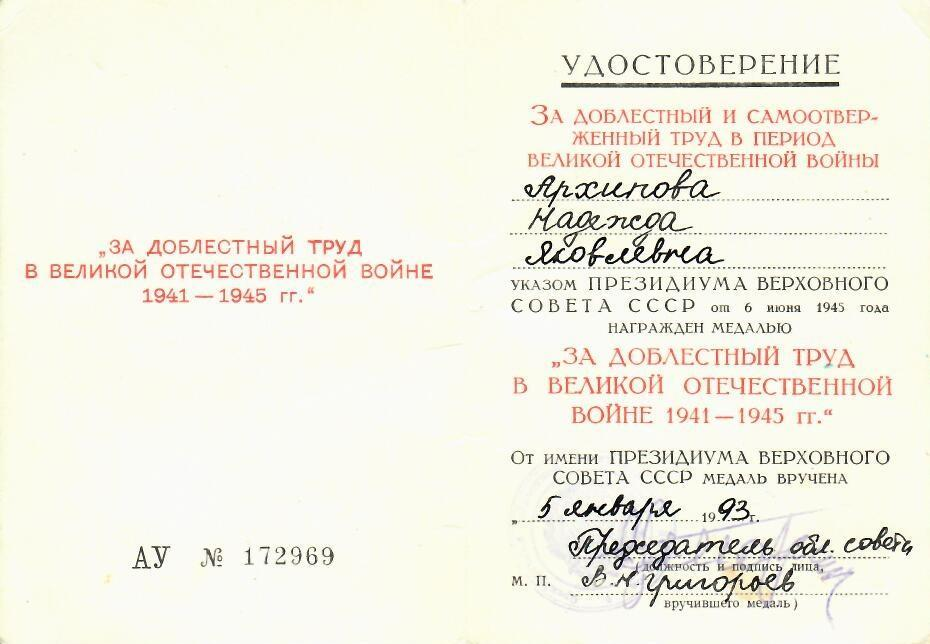 „ЗА ДОБЛЕСТНЫЙ ТРУД
В ВЕЛИКОЙ ОТЕЧЕСТВЕННОЙ ВОЙНЕ
1941—1945 гг.“
АУ № 172969
УДОСТОВЕРЕНИЕ
ЗА ДОБЛЕСТНЫЙ И САМООТВЕР-
ЖЕННЫЙ ТРУД В ПЕРИОД
ВЕЛИКОЙ ОТЕЧЕСТВЕННОЙ ВОЙНЫ
Архипова
Надежда
Яковлевна
УКАЗОМ ПРЕЗИДИУМА ВЕРХОВНОГО
СОВЕТА СССР от 6 июня 1945 года
НАГРАЖДЕН МЕДАЛЬЮ
„ЗА ДОБЛЕСТНЫЙ ТРУД
В ВЕЛИКОЙ ОТЕЧЕСТВЕННОЙ
ВОЙНЕ 1941—1945 гг.“
ОТ ИМЕНИ ПРЕЗИДИУМА ВЕРХОВНОГО
СОВЕТА СССР МЕДАЛЬ ВРУЧЕНА
„5 января 1993 г.
Председатель обл. совета
(должность и подпись лица,
М. П. В.Н. Григорьев
вручившего медаль)